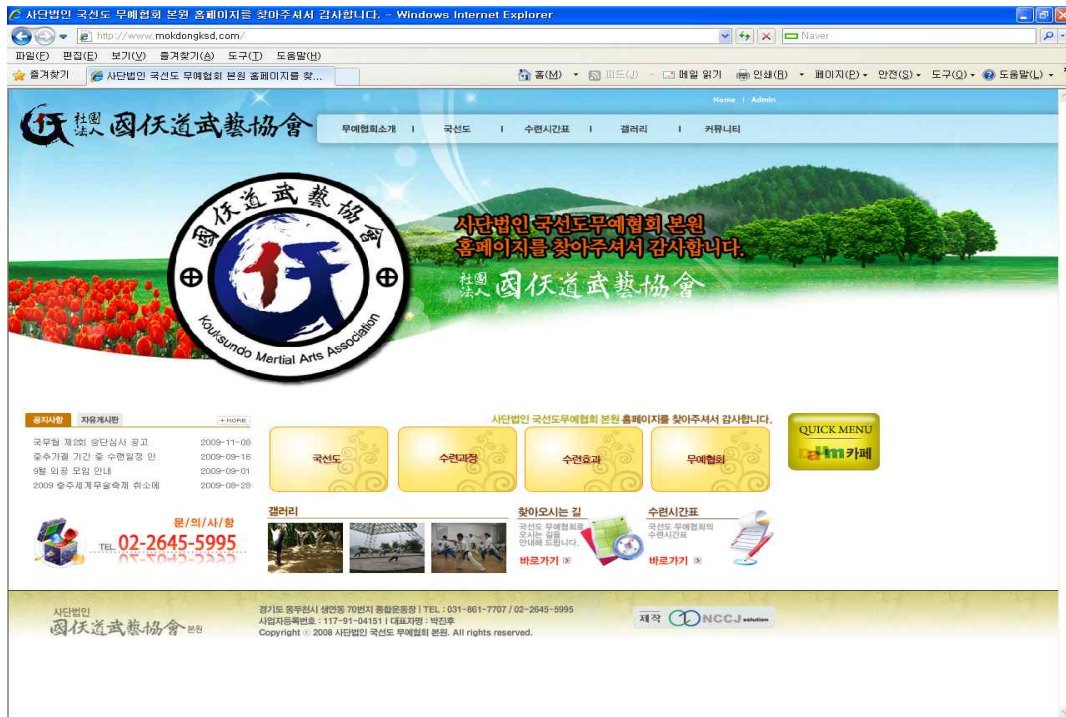 사단법인 국선도 무예협회 본원 홈페이지를 찾아주셔서 감사합니다. - Windows Internet Explorer
http://www.mokdongksd.com/
Naver
파일(F) 편집(E) 보기(V) 즐겨찾기(A) 도구(T) 도움말(H)
즐겨찾기 사단법인 국선도 무예협회 본원 홈페이지를 찾... 홈(M) 피드(J) 메일 읽기 인쇄(R) 페이지(P) 안전(S) 도구(O) 도움말(L)
Home | Admin
社團法人 國仸道武藝協會
무예협회소개 | 국선도 | 수련시간표 | 갤러리 | 커뮤니티
國仸道武藝協會
仸
Kouksundo Martial Arts Association
사단법인 국선도무예협회 본원
홈페이지를 찾아주셔서 감사합니다.
社團法人 國仸道武藝協會
공지사항 자유게시판 + MORE
국무협 제2회 승단심사 공고 2009-11-08
중추가절 기간 중 수련일정 안 2009-09-16
9월 외공 모임 안내 2009-09-01
2009 충주세계무술축제 취소에 2009-08-28
문/의/사/항
TEL. 02-2645-5995
사단법인 국선도무예협회 본원 홈페이지를 찾아주셔서 감사합니다.
국선도 수련과정 수련효과 무예협회
갤러리
찾아오시는 길
국선도 무예협회로
오시는 길을
안내해 드립니다.
바로가기
수련시간표
국선도 무예협회의
수련시간표
바로가기
QUICK MENU
Daum 카페
사단법인
國仸道武藝協會 본원
경기도 동두천시 생연동 70번지 종합운동장 | TEL : 031-861-7707 / 02-2645-5995
사업자등록번호 : 117-91-04151 | 대표자명 : 박진후
Copyright ⓒ 2008 사단법인 국선도 무예협회 본원. All rights reserved.
제작 NCCJ solution